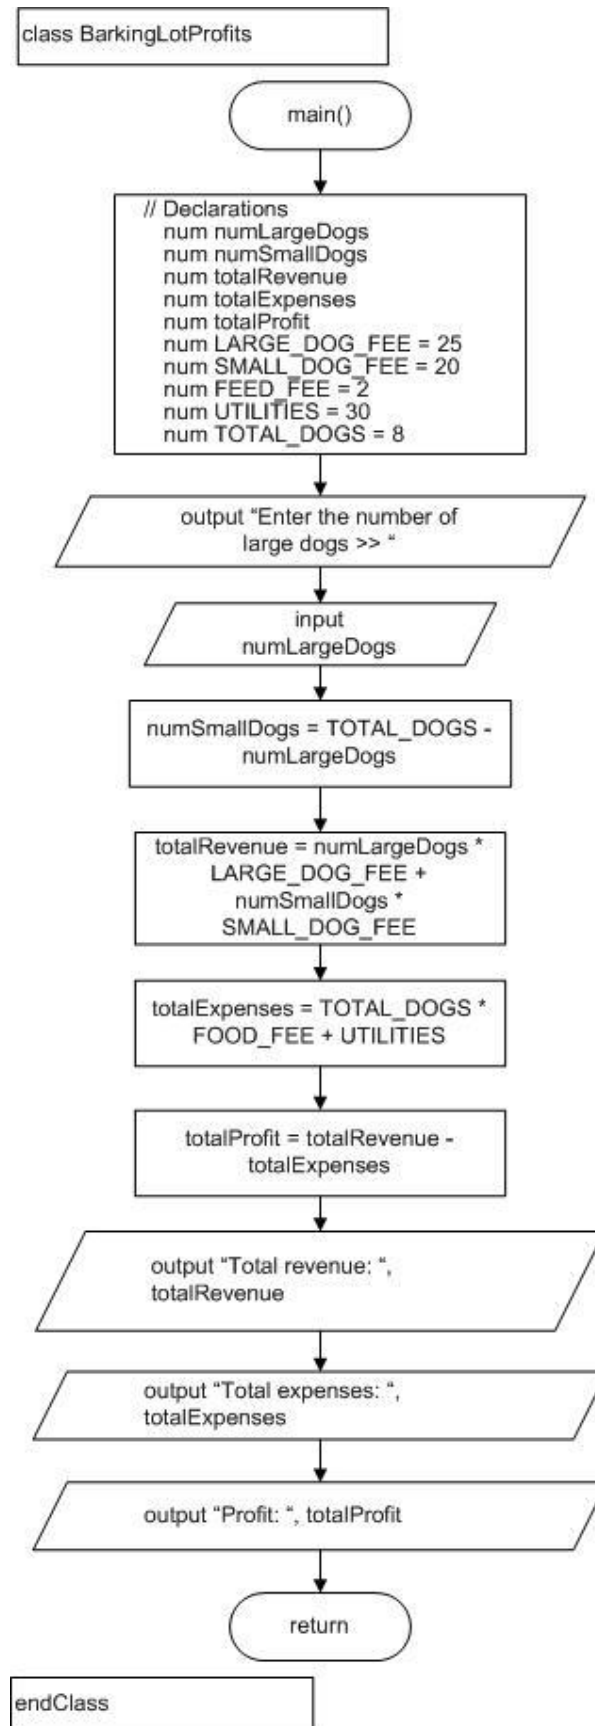 class BarkingLotProfits
main()
// Declarations
num numLargeDogs
num numSmallDogs
num totalRevenue
num totalExpenses
num totalProfit
num LARGE_DOG_FEE = 25
num SMALL_DOG_FEE = 20
num FEED_FEE = 2
num UTILITIES = 30
num TOTAL_DOGS = 8
output “Enter the number of
large dogs >> “
input
numLargeDogs
numSmallDogs = TOTAL_DOGS -
numLargeDogs
totalRevenue = numLargeDogs *
LARGE_DOG_FEE +
numSmallDogs *
SMALL_DOG_FEE
totalExpenses = TOTAL_DOGS *
FOOD_FEE + UTILITIES
totalProfit = totalRevenue -
totalExpenses
output “Total revenue: “,
totalRevenue
output “Total expenses: “,
totalExpenses
output “Profit: “, totalProfit
return
endClass